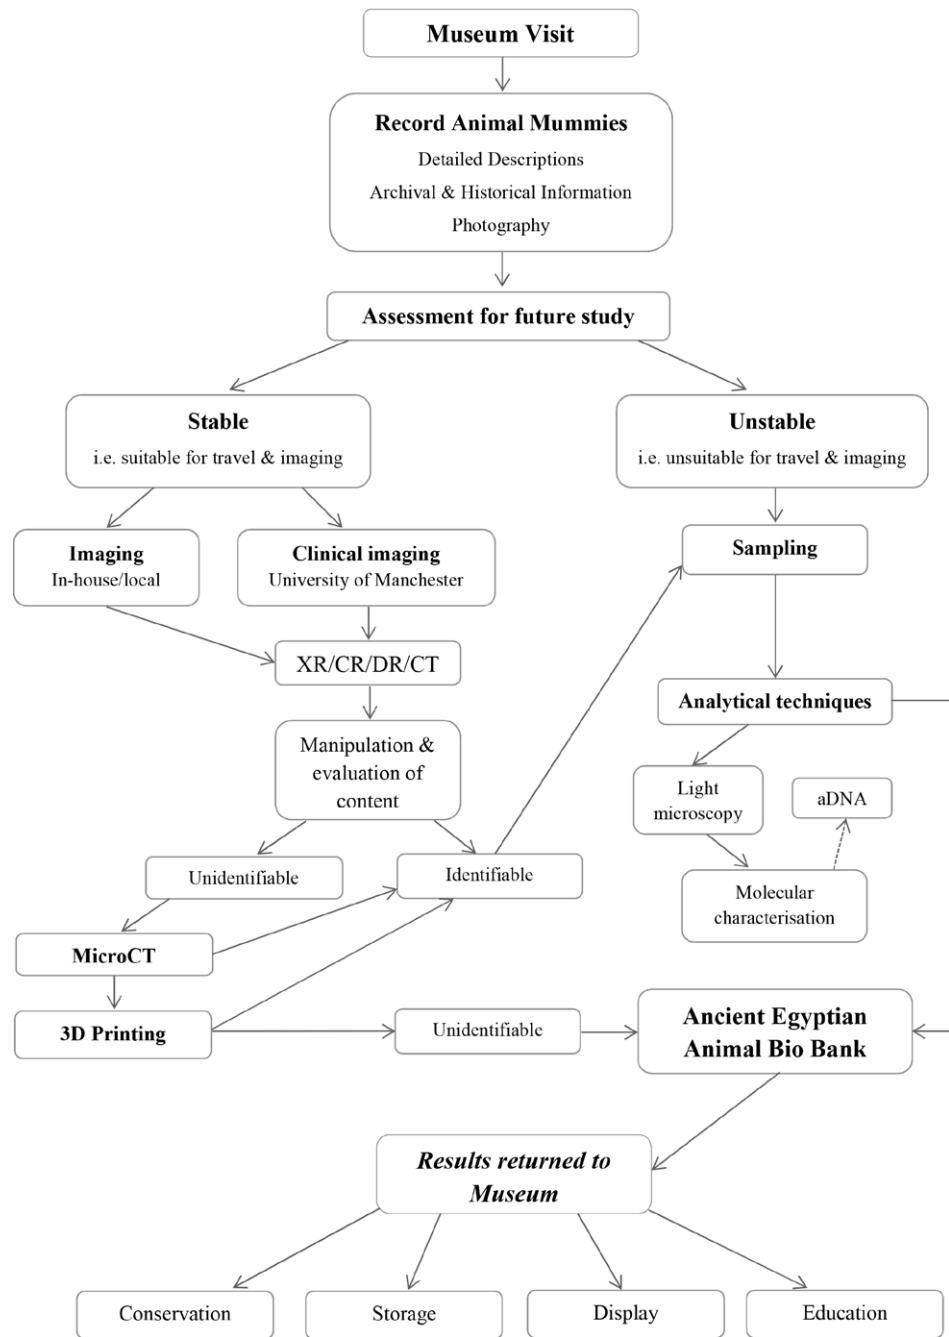 Museum Visit
Record Animal Mummies
Detailed Descriptions
Archival & Historical Information
Photography
Assessment for future study
Stable
i.e. suitable for travel & imaging
Unstable
i.e. unsuitable for travel & imaging
Imaging
In-house/local
Clinical imaging
University of Manchester
Sampling
XR/CR/DR/CT
Analytical techniques
Manipulation &
evaluation of
content
Light
microscopy
aDNA
Unidentifiable
Identifiable
Molecular
characterisation
MicroCT
3D Printing
Unidentifiable
Ancient Egyptian
Animal Bio Bank
Results returned to
Museum
Conservation
Storage
Display
Education